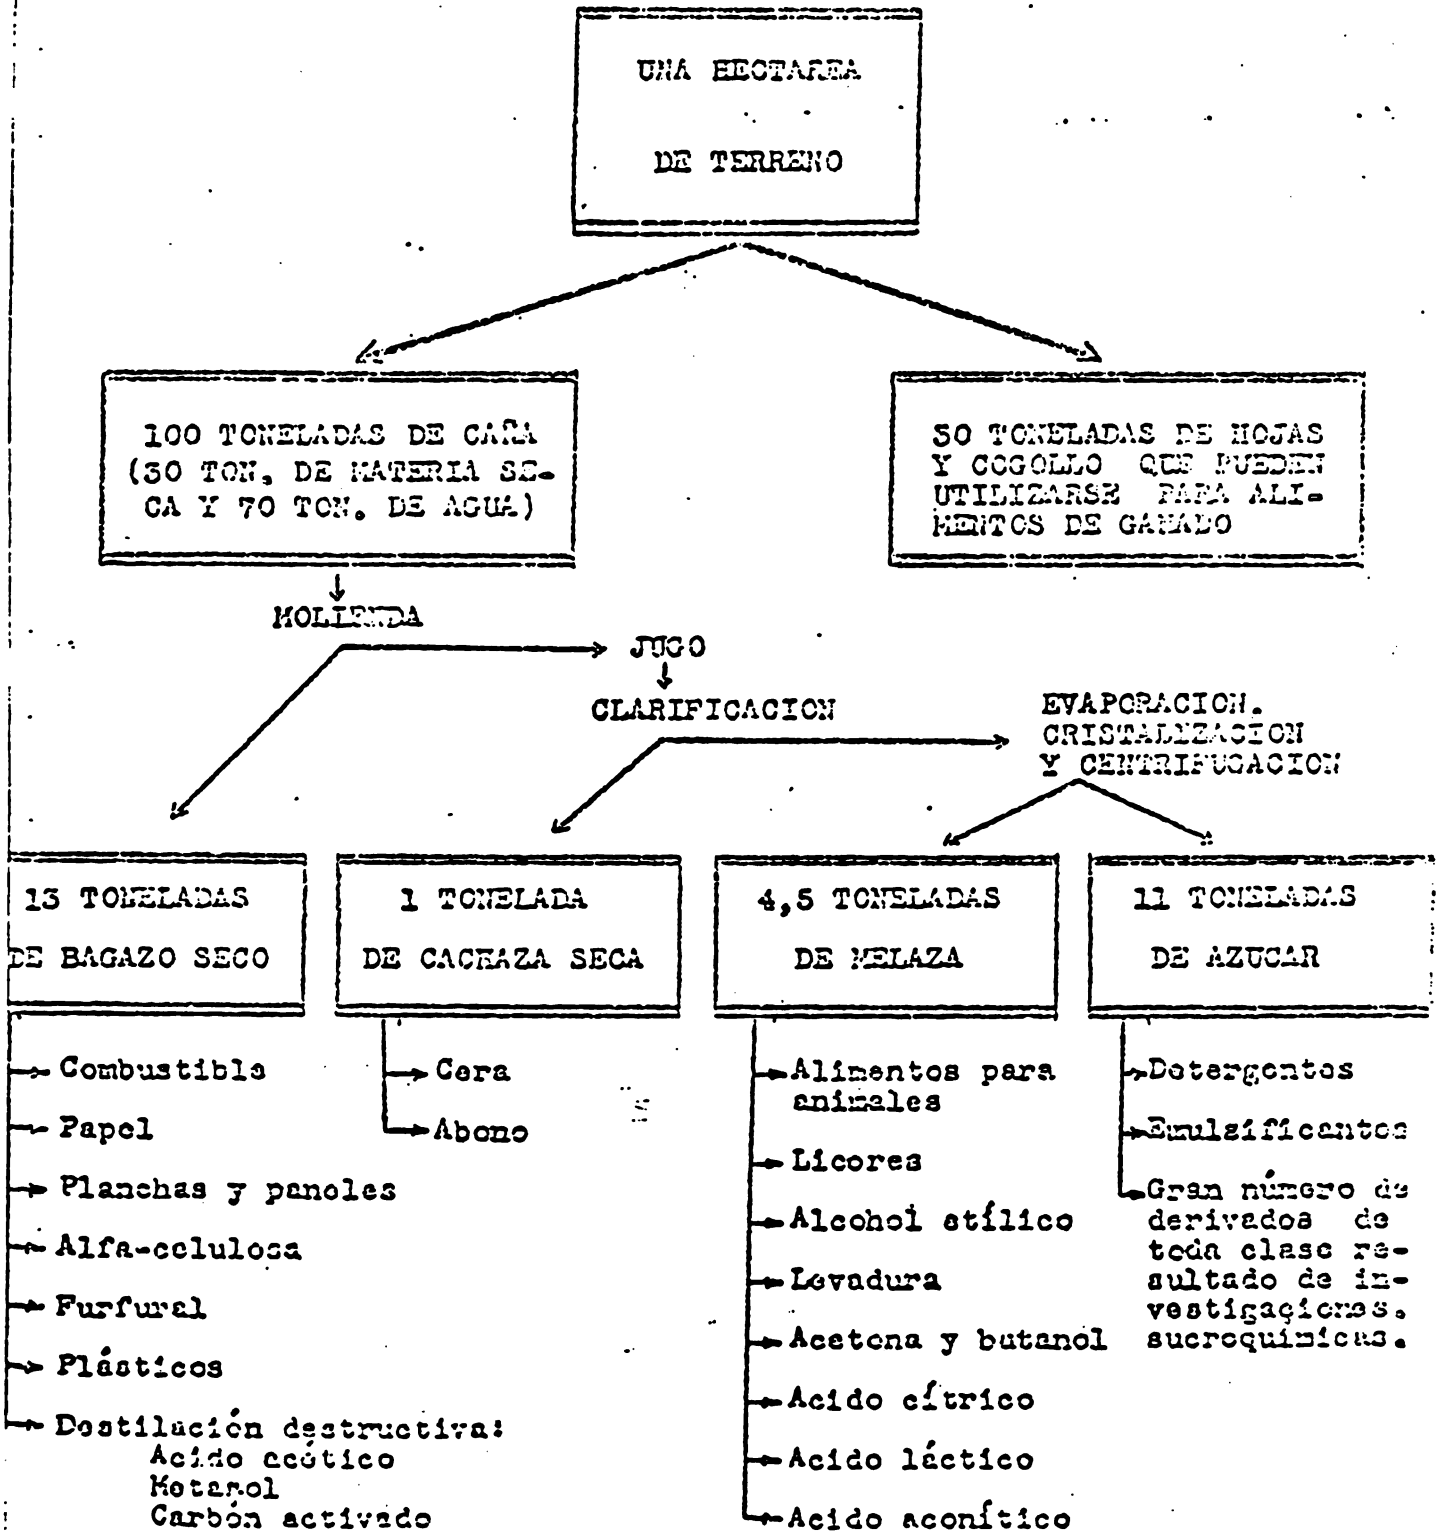 UNA HECTAREA
DE TERRENO
100 TONELADAS DE CAÑA
(30 TON. DE MATERIA SE-
CA Y 70 TON. DE AGUA)
30 TONELADAS DE HOJAS
Y COGOLLO QUE PUEDEN
UTILIZARSE PARA ALI-
MENTOS DE GANADO
MOLIENDA
JUGO
CLARIFICACION
EVAPORACION.
CRISTALIZACION
Y CENTRIFUGACION
13 TONELADAS
DE BAGAZO SECO
1 TONELADA
DE CACHAZA SECA
4,5 TONELADAS
DE MELAZA
11 TONELADAS
DE AZUCAR
Combustible
Papel
Planchas y paneles
Alfa-celulosa
Furfural
Plásticos
Destilación destructiva:
Acido acético
Metanol
Carbón activado
Cera
Abono
Alimentos para
animales
Licores
Alcohol etílico
Levadura
Acetona y butanol
Acido cítrico
Acido láctico
Acido aconítico
Detergentes
Emulsificantes
Gran número de
derivados de
toda clase re-
sultado de in-
vestigaciones.
sucroquímicas.